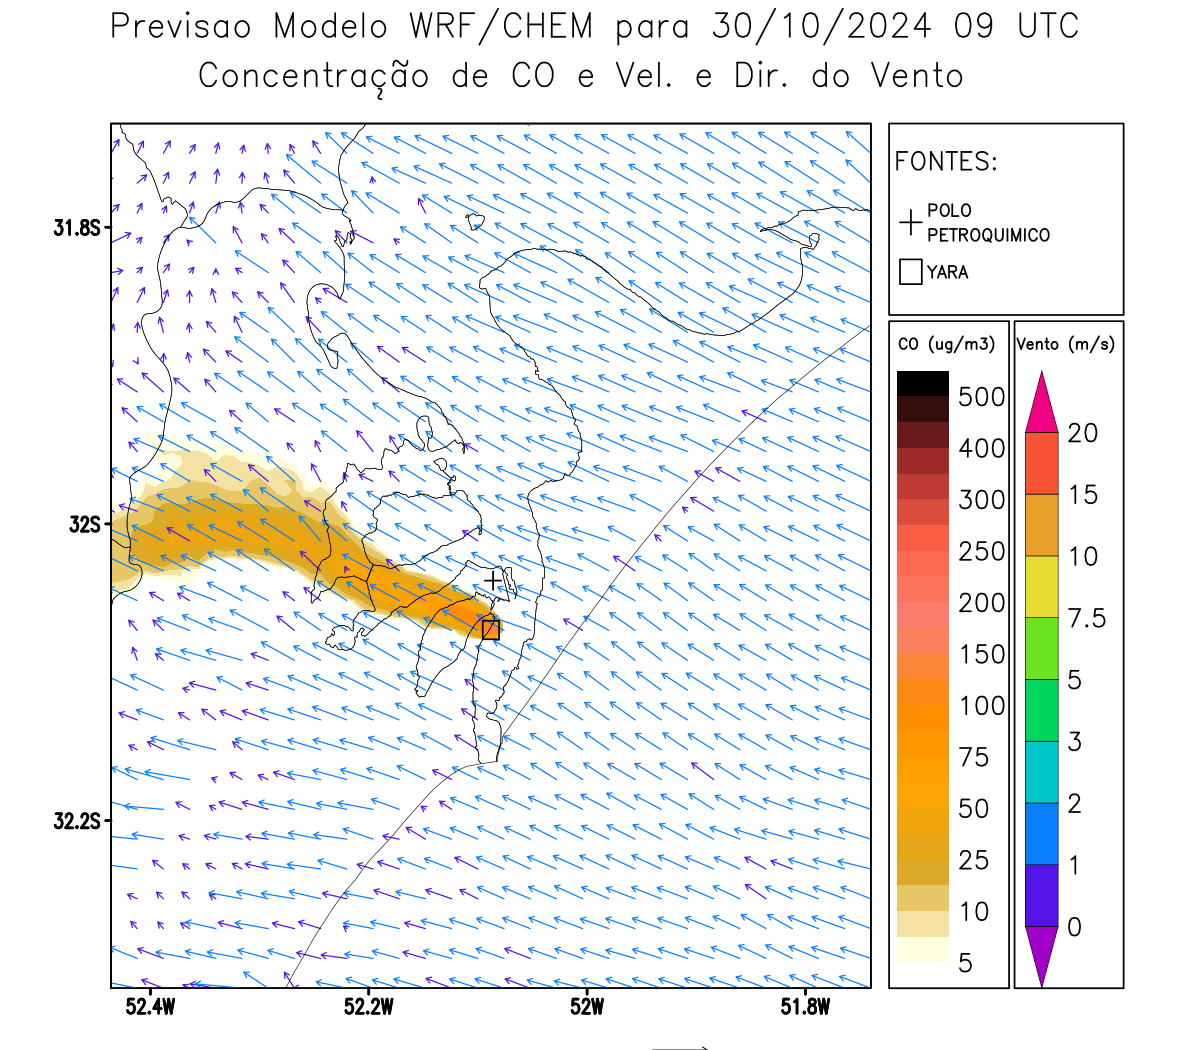 Previsao Modelo WRF/CHEM para 30/10/2024 09 UTC
Concentração de CO e Vel. e Dir. do Vento
FONTES:
POLO
PETROQUIMICO
YARA
CO (ug/m3)
500
400
300
250
200
150
100
75
50
25
10
5
Vento (m/s)
20
15
10
7.5
5
3
2
1
0
31.8S
32S
32.2S
52.4W
52.2W
52W
51.8W